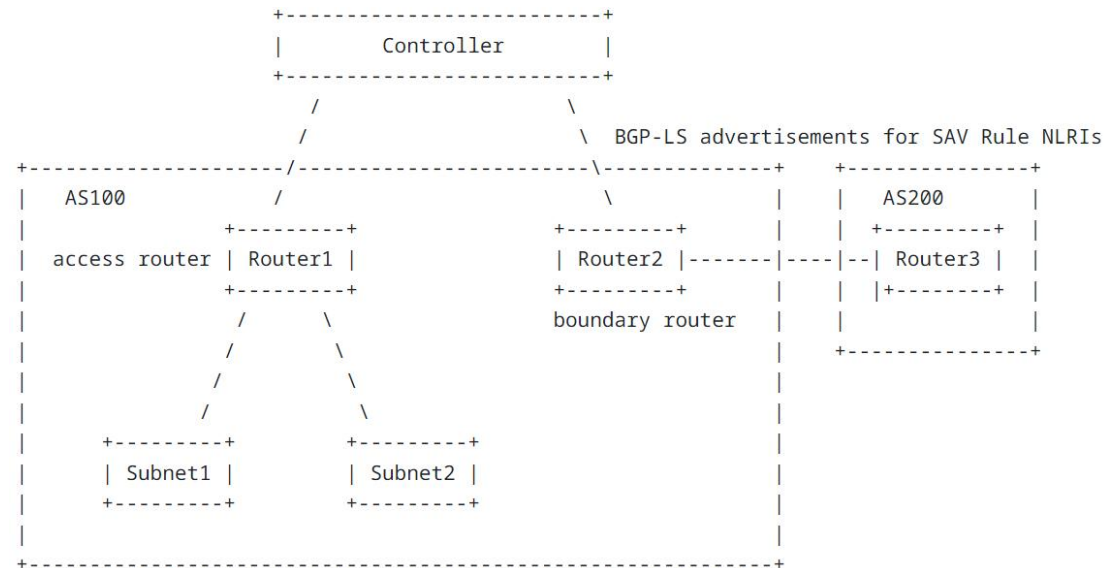 Controller
BGP-LS advertisements for SAV Rule NLRIs
AS100 AS200
access router Router1 Router2 Router3
boundary router
Subnet1 Subnet2